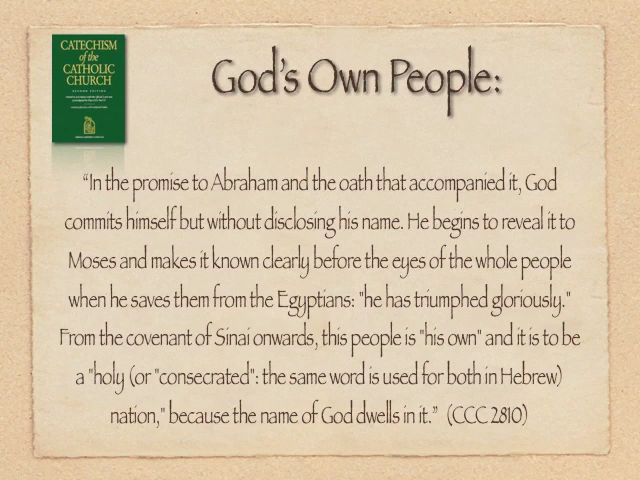 CATECHISM
of the
CATHOLIC
CHURCH
SECOND EDITION
God's Own People:
“In the promise to Abraham and the oath that accompanied it, God
commits himself but without disclosing his name. He begins to reveal it to
Moses and makes it known clearly before the eyes of the whole people
when he saves them from the Egyptians: "he has triumphed gloriously."
From the covenant of Sinai onwards, this people is "his own" and it is to be
a "holy (or "consecrated": the same word is used for both in Hebrew)
nation," because the name of God dwells in it.” (CCC 2810)